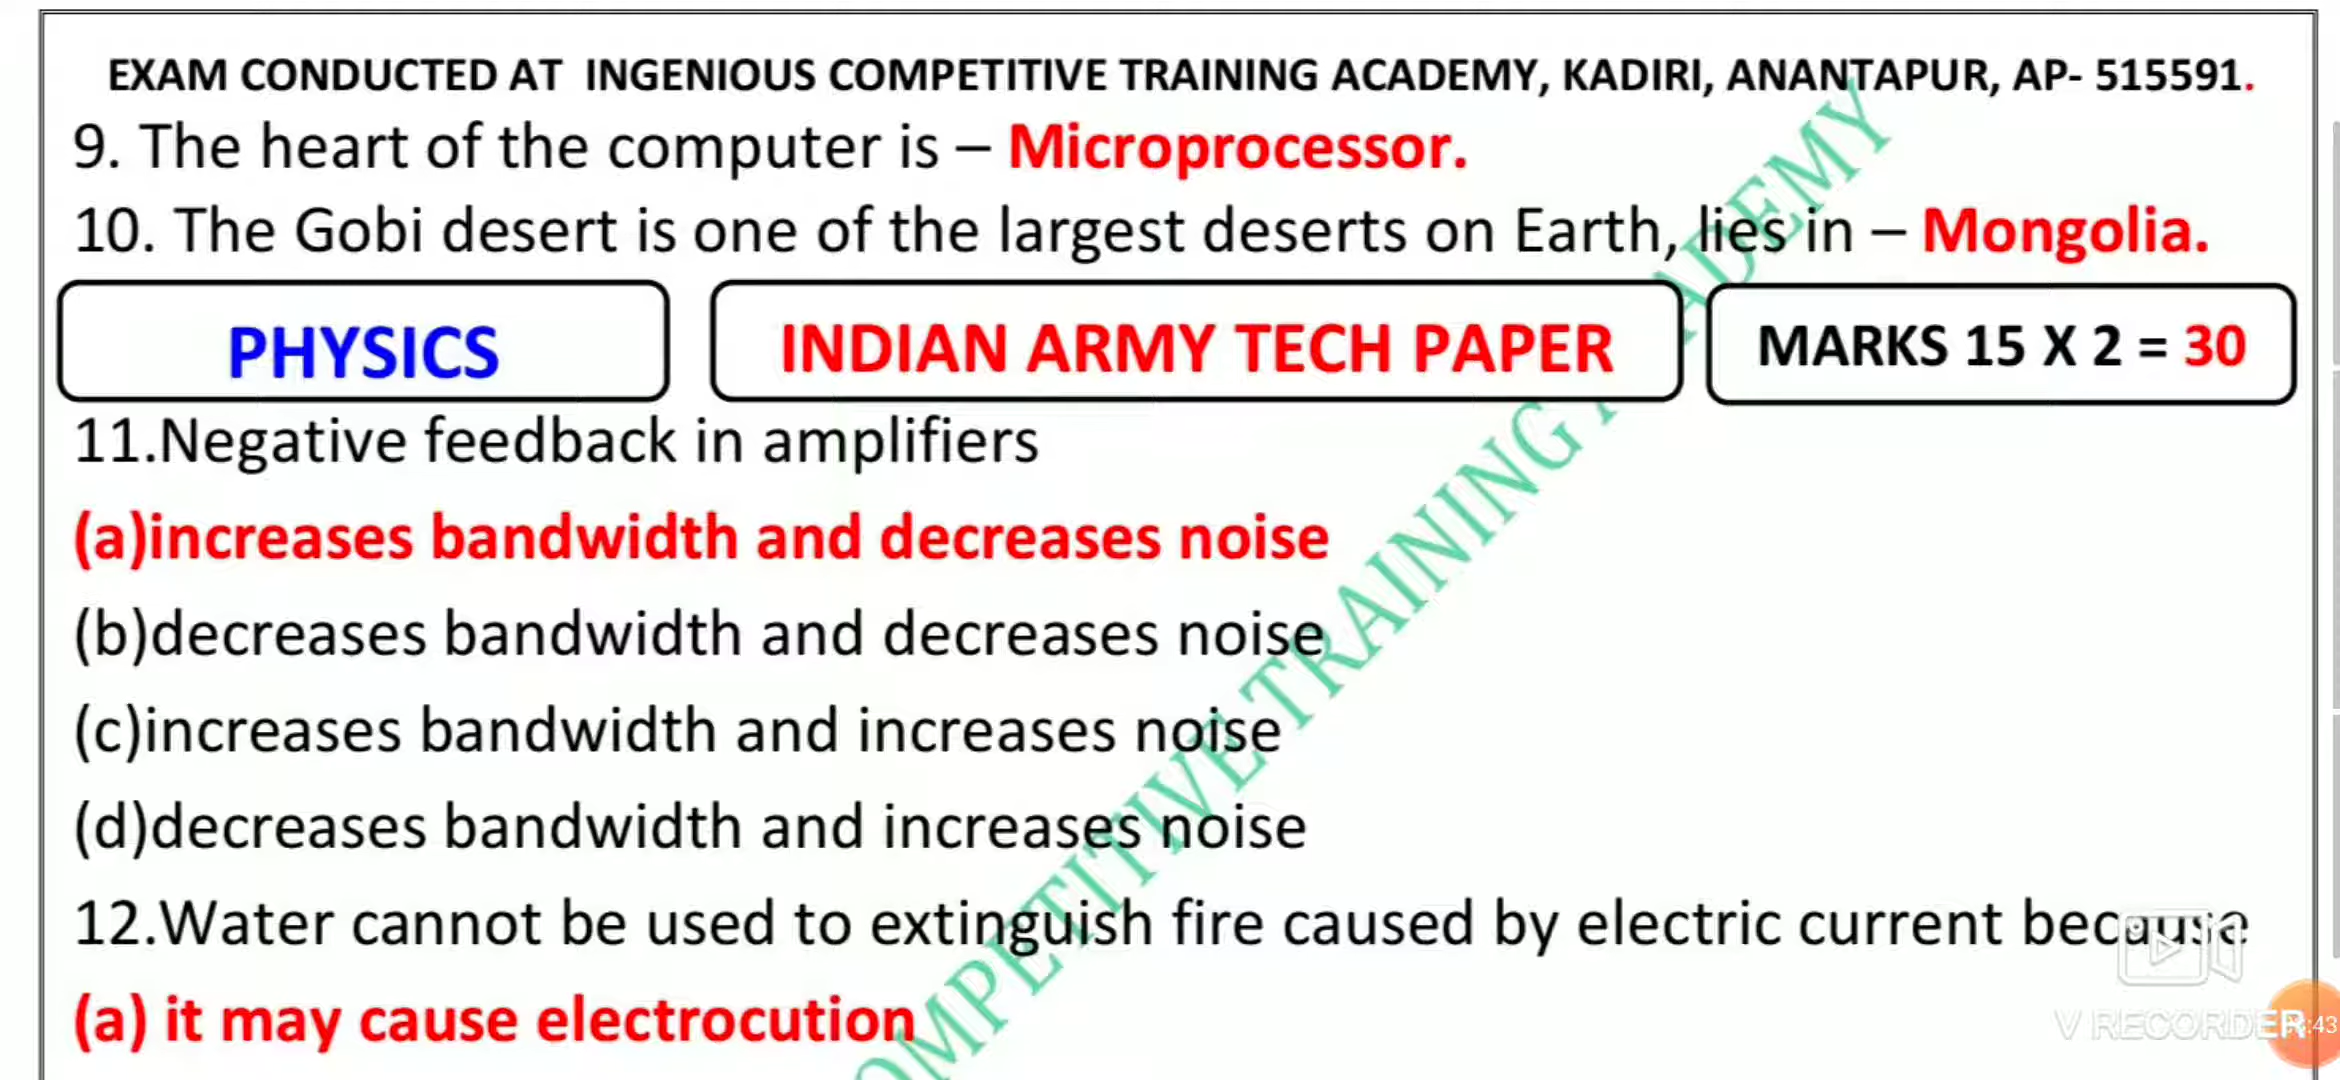 EXAM CONDUCTED AT INGENIOUS COMPETITIVE TRAINING ACADEMY, KADIRI, ANANTAPUR, AP- 515591.
9. The heart of the computer is – Microprocessor.
10. The Gobi desert is one of the largest deserts on Earth, lies in – Mongolia.
PHYSICS
INDIAN ARMY TECH PAPER
MARKS 15 X 2 = 30
11.Negative feedback in amplifiers
(a)increases bandwidth and decreases noise
(b)decreases bandwidth and decreases noise
(c)increases bandwidth and increases noise
(d)decreases bandwidth and increases noise
12.Water cannot be used to extinguish fire caused by electric current because
(a) it may cause electrocution
TRAINING
V RECORDER